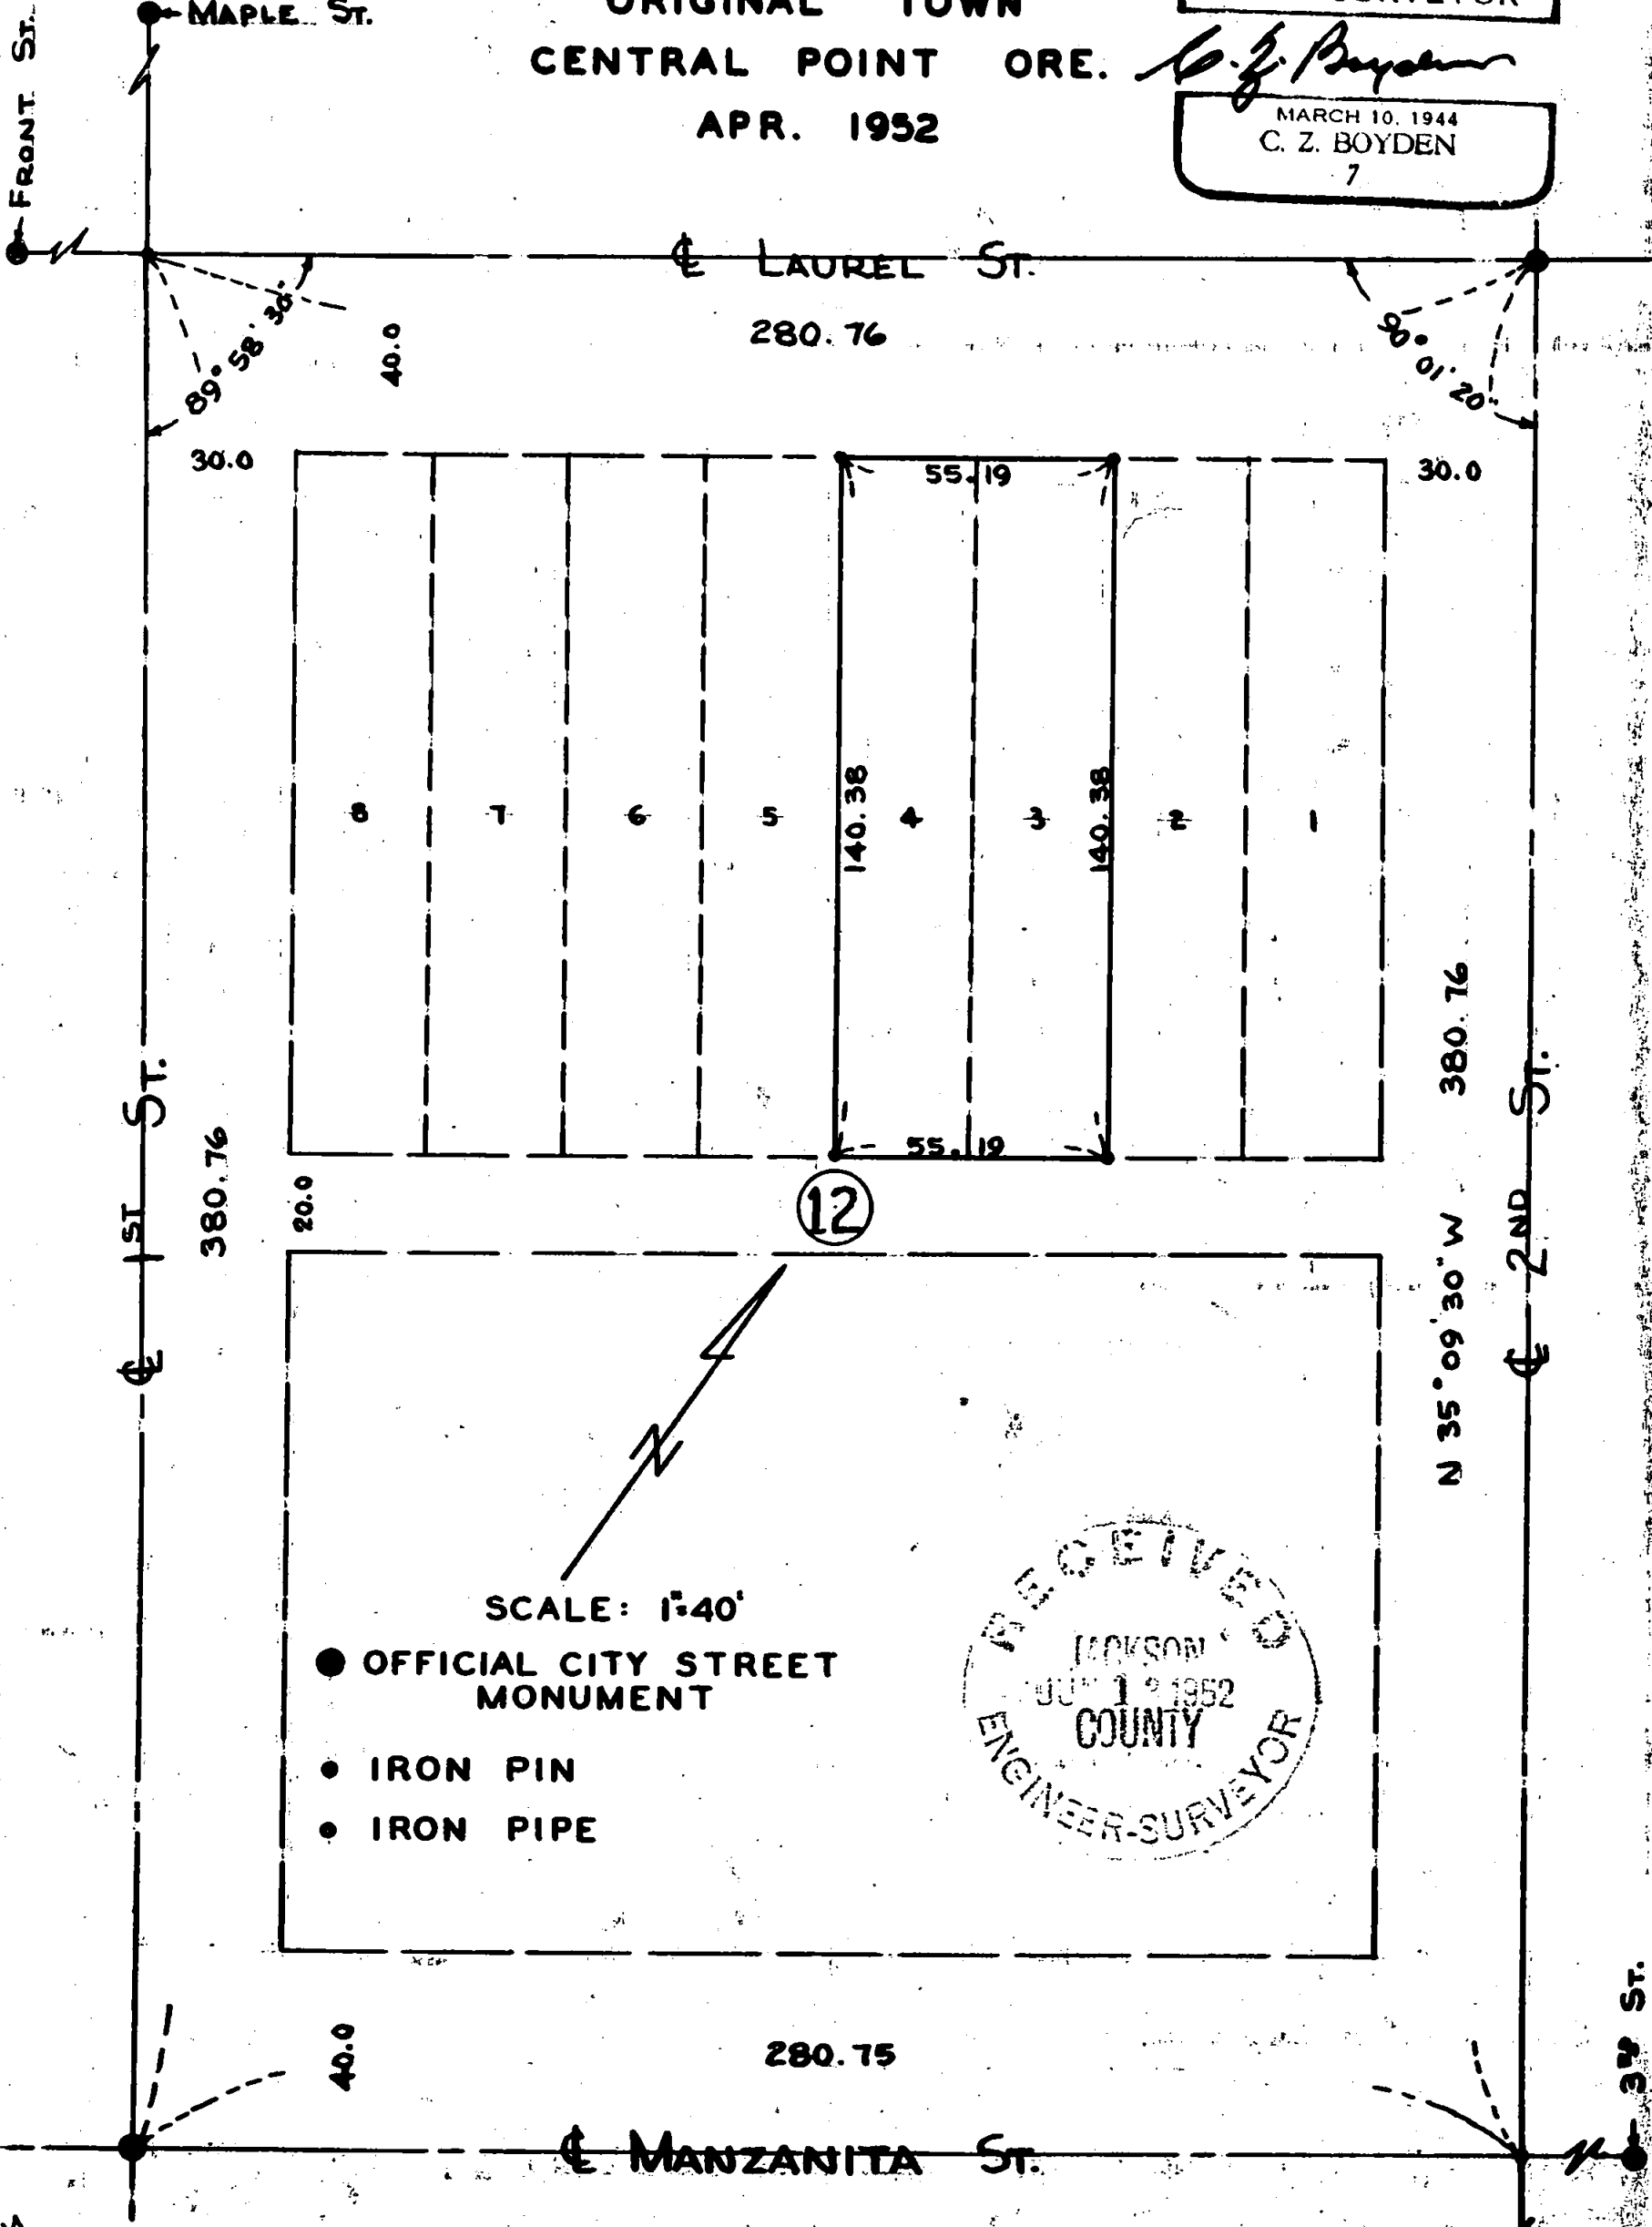 MAPLE ST.
FRONT ST.
ORIGINAL TOWN
CENTRAL POINT ORE.
APR. 1952
SURVEYOR
C. Z. Boyden
MARCH 10, 1944
C. Z. BOYDEN
7
℄ LAUREL ST.
280.76
89° 58' 30"
40.0
90° 01' 20"
30.0
55.19
30.0
8 7 6 5 140.38 4 3 140.38 2 1
55.19
℄ 1ST ST.
380.76
20.0
12
380.76
N 35° 09' 30" W
℄ 2ND ST.
N
SCALE: 1"=40'
OFFICIAL CITY STREET
MONUMENT
IRON PIN
IRON PIPE
RECEIVED
JACKSON
1952
COUNTY
ENGINEER-SURVEYOR
40.0
280.75
3RD ST.
℄ MANZANITA ST.